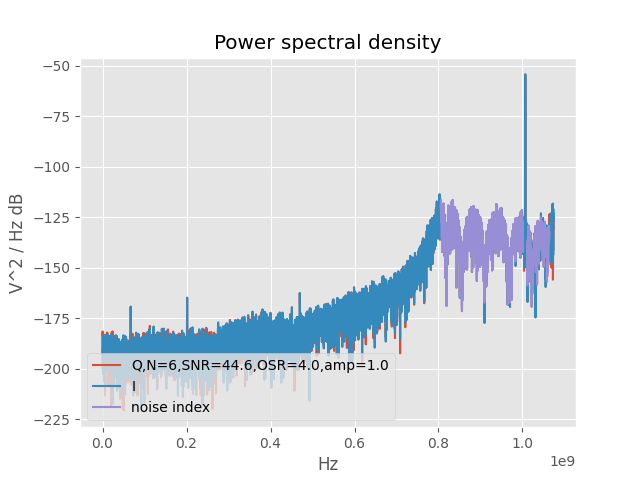 Power spectral density
V^2 / Hz dB
−50
−75
−100
−125
−150
−175
−200
−225
Q,N=6,SNR=44.6,OSR=4.0,amp=1.0
I
noise index
0.0 0.2 0.4 0.6 0.8 1.0
1e9
Hz